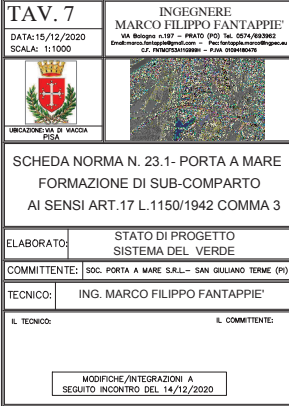 TAV. 7
DATA:15/12/2020
SCALA: 1:1000
INGEGNERE
MARCO FILIPPO FANTAPPIE'
VIA Bologna n.197 – PRATO (PO) Tel. 0574/693962
Email:marco.fantappie@gmail.com – Pec:fantappie.marco@ingpec.eu
C.F. FNTMCF53A11G999H – P.IVA 01094180476
UBICAZIONE:VIA DI VIACCIA
PISA
SCHEDA NORMA N. 23.1- PORTA A MARE
FORMAZIONE DI SUB-COMPARTO
AI SENSI ART.17 L.1150/1942 COMMA 3
ELABORATO:
STATO DI PROGETTO
SISTEMA DEL VERDE
COMMITTENTE: SOC. PORTA A MARE S.R.L.– SAN GIULIANO TERME (PI)
TECNICO: ING. MARCO FILIPPO FANTAPPIE'
IL TECNICO: IL COMMITTENTE:
MODIFICHE/INTEGRAZIONI A
SEGUITO INCONTRO DEL 14/12/2020